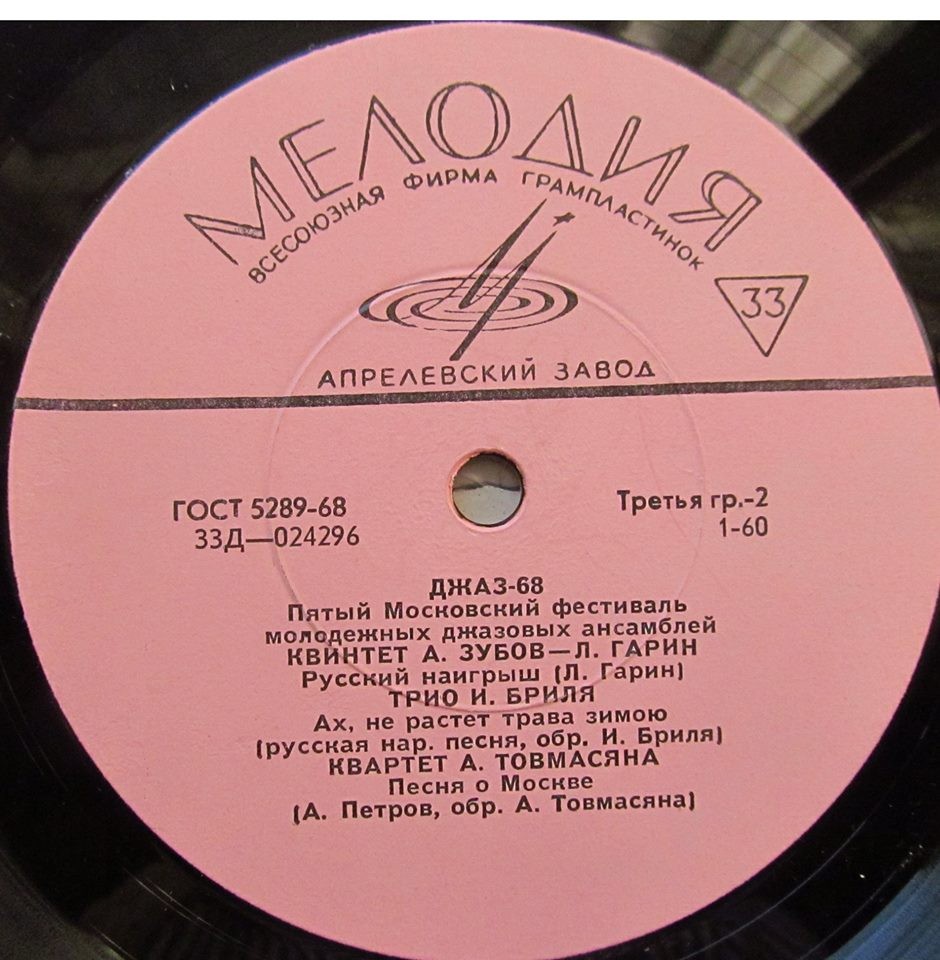 МЕЛОДИЯ
ВСЕСОЮЗНАЯ ФИРМА ГРАМПЛАСТИНОК
33
АПРЕЛЕВСКИЙ ЗАВОД
ГОСТ 5289-68
33Д—024296
Третья гр.-2
1-60
ДЖАЗ-68
Пятый Московский фестиваль
молодежных джазовых ансамблей
КВИНТЕТ А. ЗУБОВ—Л. ГАРИН
Русский наигрыш (Л. Гарин)
ТРИО И. БРИЛЯ
Ах, не растет трава зимою
(русская нар. песня, обр. И. Бриля)
КВАРТЕТ А. ТОВМАСЯНА
Песня о Москве
(А. Петров, обр. А. Товмасяна)